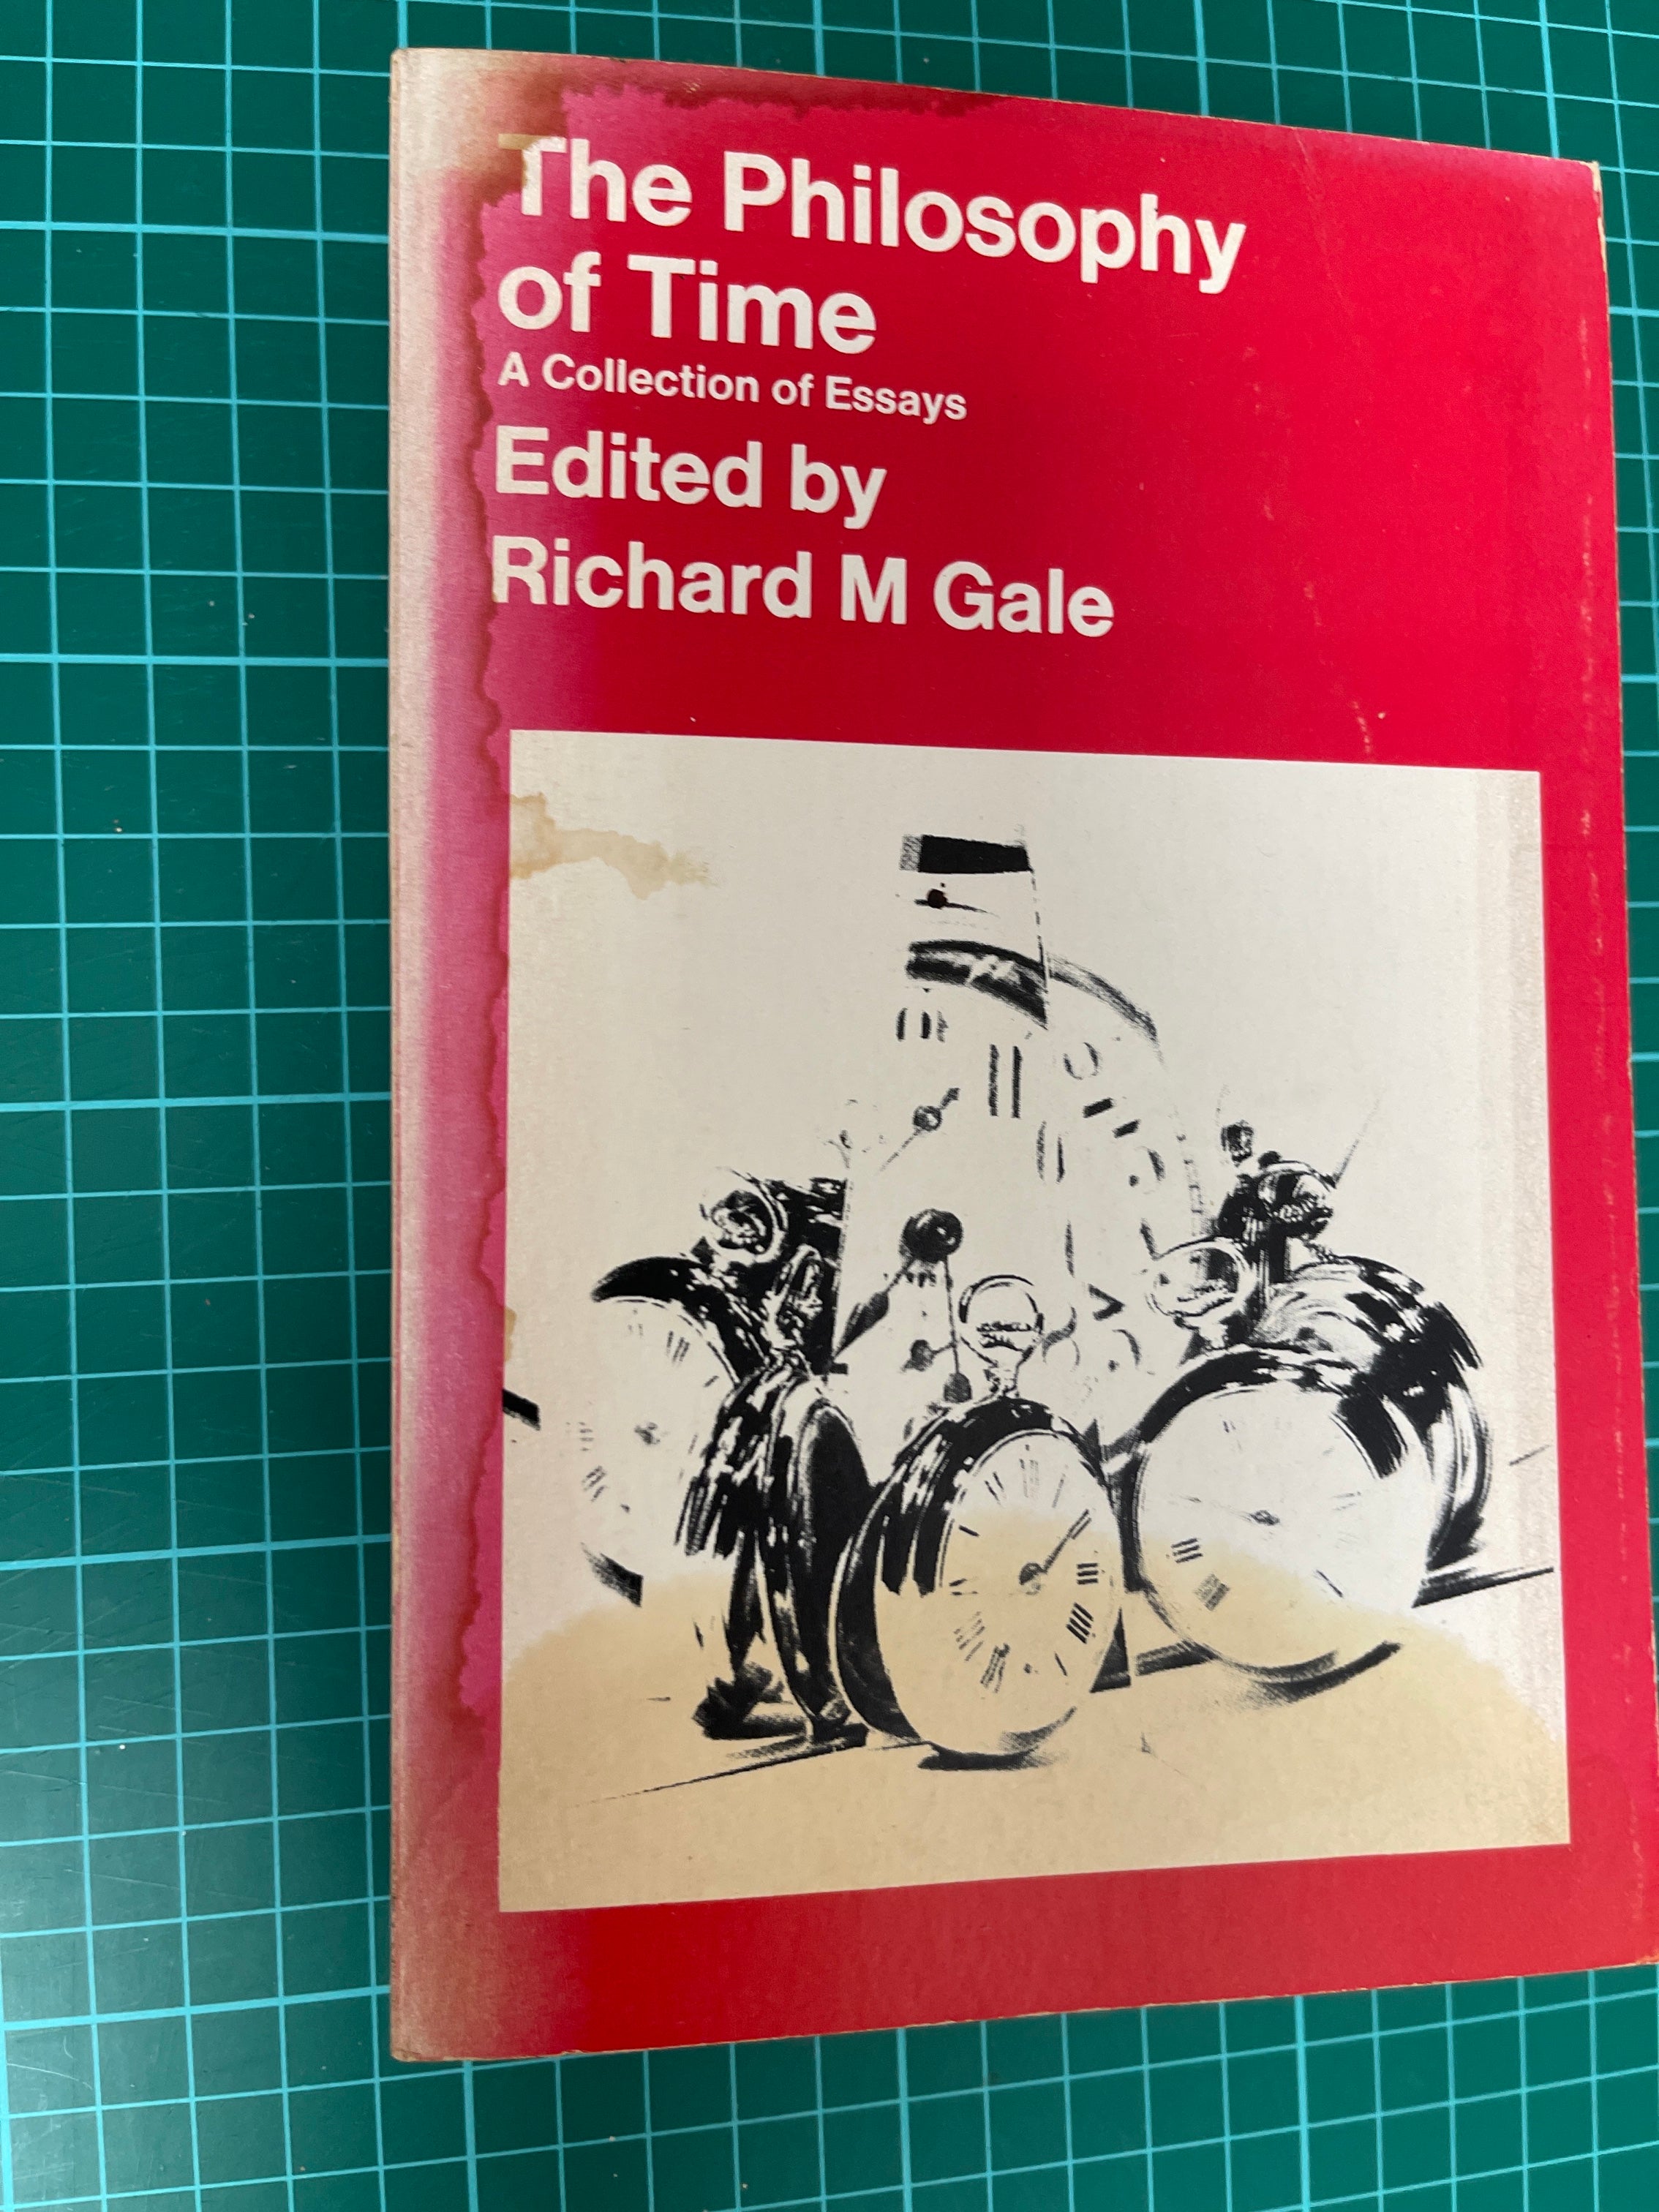 The Philosophy
of Time
A Collection of Essays
Edited by
Richard M Gale